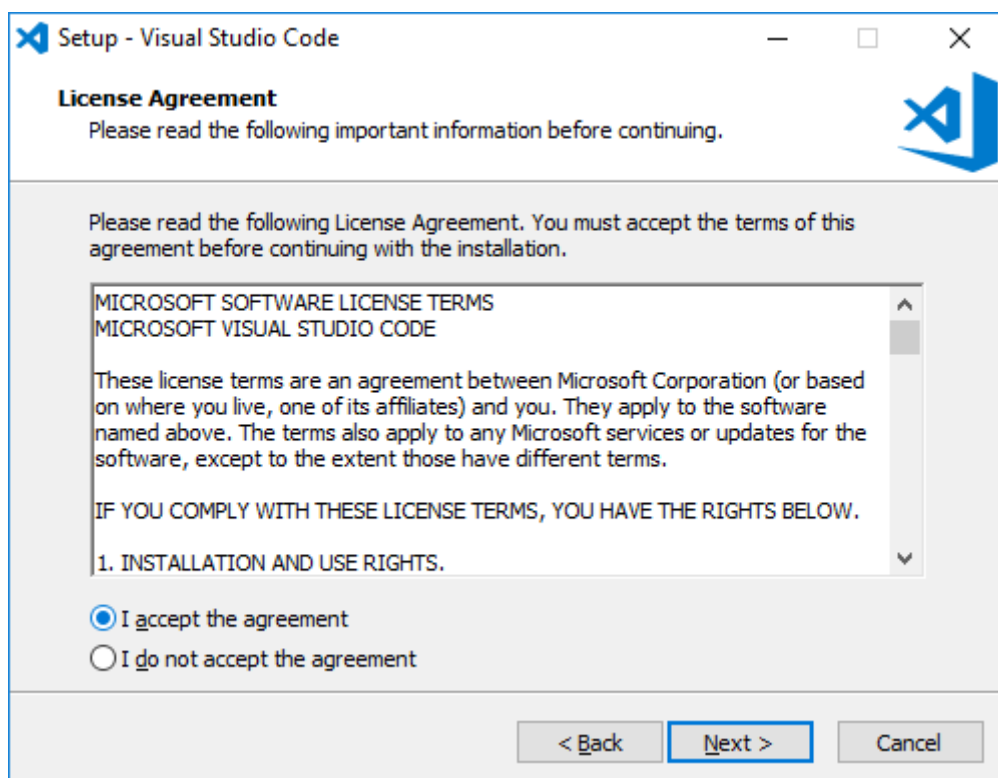 Setup - Visual Studio Code
License Agreement
Please read the following important information before continuing.
Please read the following License Agreement. You must accept the terms of this
agreement before continuing with the installation.
MICROSOFT SOFTWARE LICENSE TERMS
MICROSOFT VISUAL STUDIO CODE
These license terms are an agreement between Microsoft Corporation (or based
on where you live, one of its affiliates) and you. They apply to the software
named above. The terms also apply to any Microsoft services or updates for the
software, except to the extent those have different terms.
IF YOU COMPLY WITH THESE LICENSE TERMS, YOU HAVE THE RIGHTS BELOW.
1. INSTALLATION AND USE RIGHTS.
I accept the agreement
I do not accept the agreement
< Back Next > Cancel